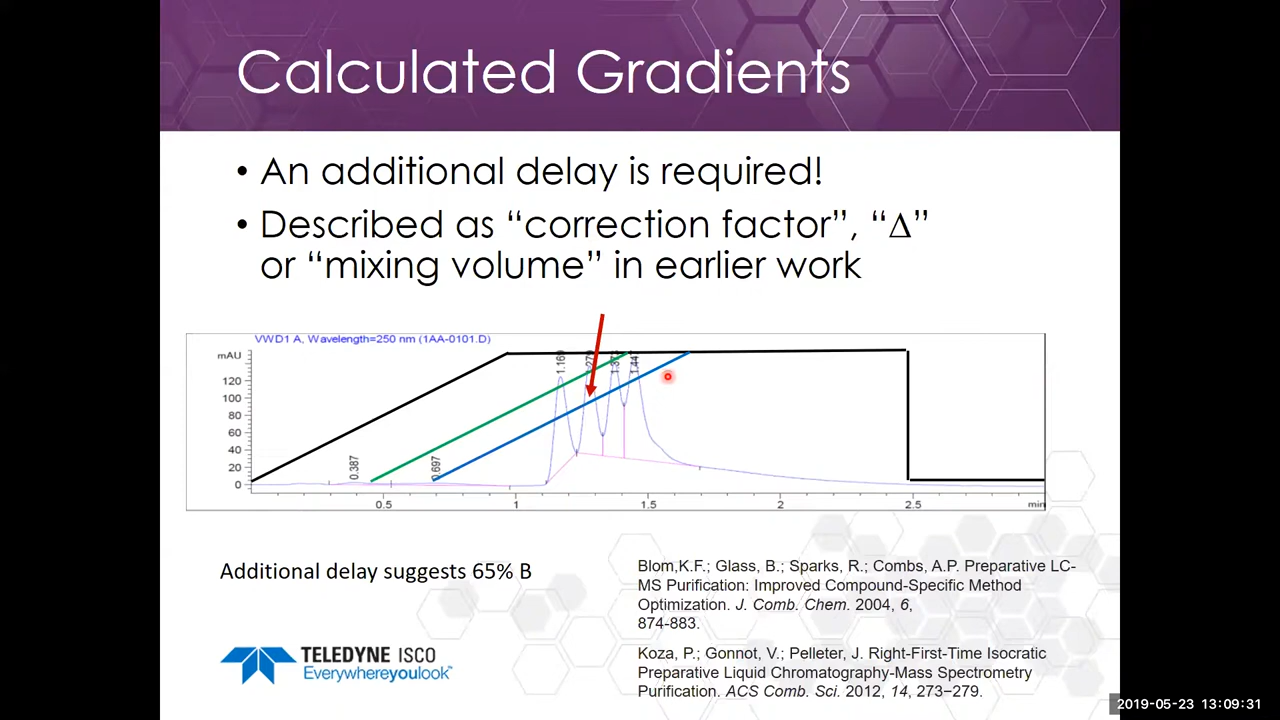 Calculated Gradients
• An additional delay is required!
• Described as “correction factor”, “Δ”
or “mixing volume” in earlier work
VWD1 A, Wavelength=250 nm (1AA-0101.D)
mAU
120
100
80
60
40
20
0
0.387
0.697
1.169
1.441
0.5
1
1.5
2
2.5
min
Additional delay suggests 65% B
Blom,K.F.; Glass, B.; Sparks, R.; Combs, A.P. Preparative LC-
MS Purification: Improved Compound-Specific Method
Optimization. J. Comb. Chem. 2004, 6,
874-883.
Koza, P.; Gonnot, V.; Pelleter, J. Right-First-Time Isocratic
Preparative Liquid Chromatography-Mass Spectrometry
Purification. ACS Comb. Sci. 2012, 14, 273–279.
TELEDYNE ISCO
Everywhereyoulook™
2019-05-23 13:09:31